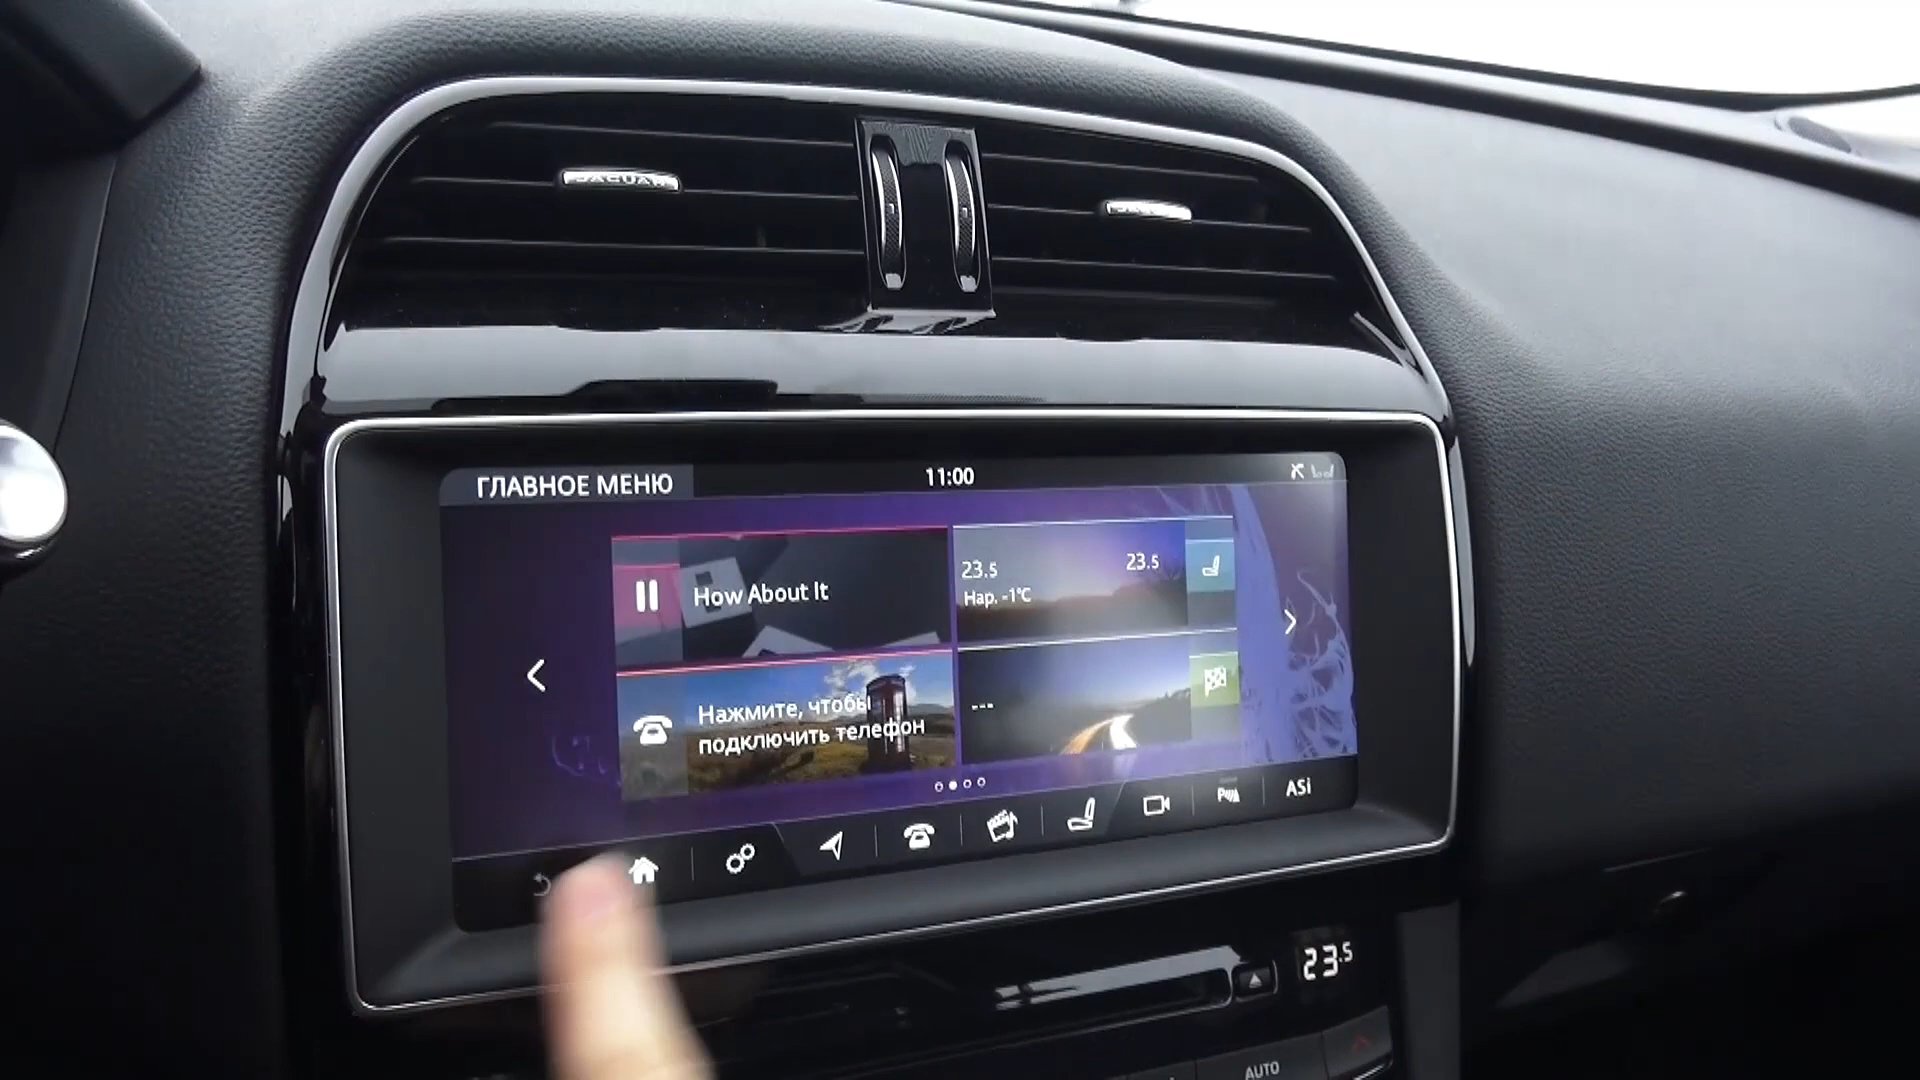 JAGUAR
ГЛАВНОЕ МЕНЮ
11:00
How About It
23.5
23.5
Нар. -1°C
Нажмите, чтобы
подключить телефон
---
ASi
23.5
AUTO